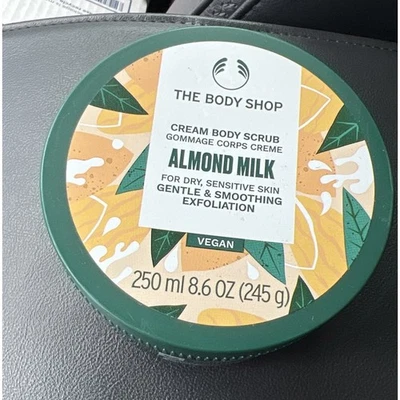 THE BODY SHOP
CREAM BODY SCRUB
GOMMAGE CORPS CREME
ALMOND MILK
FOR DRY, SENSITIVE SKIN
GENTLE & SMOOTHING
EXFOLIATION
VEGAN
250 ml 8.6 OZ (245 g)